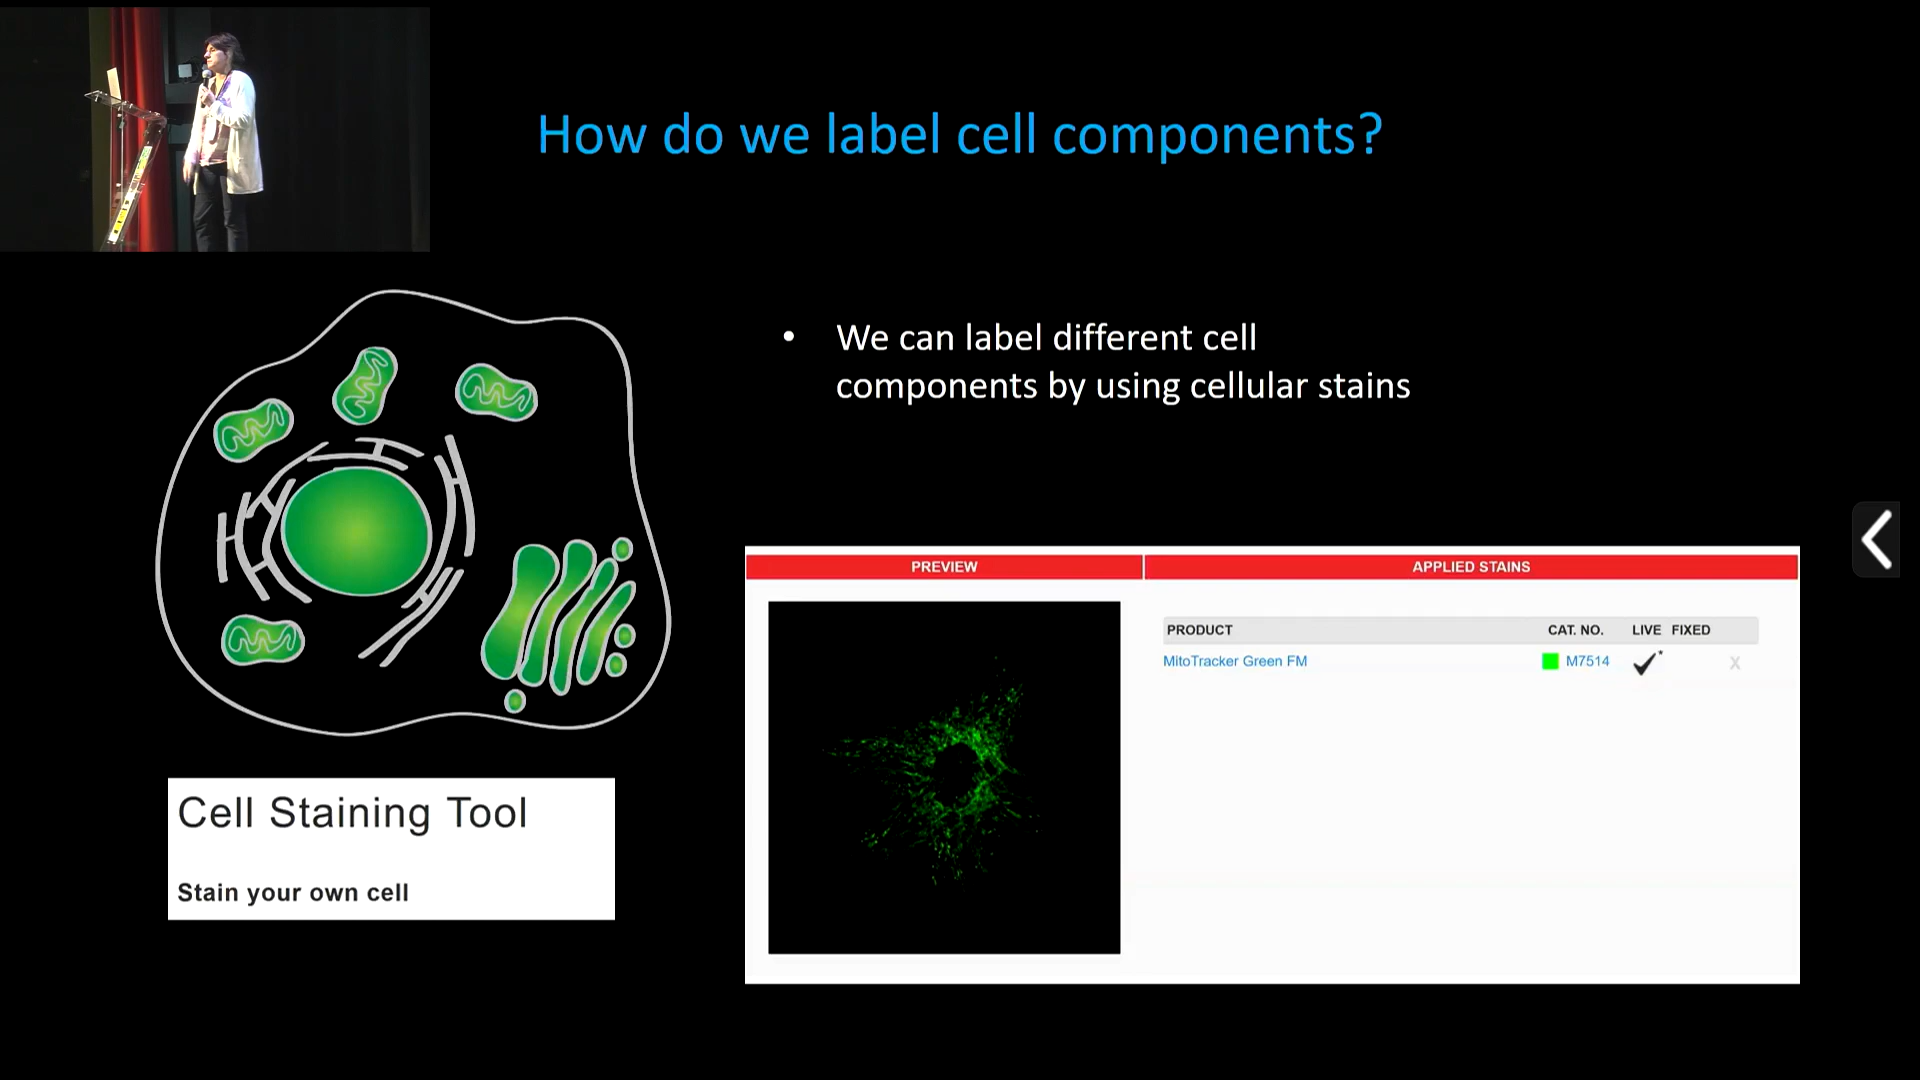 How do we label cell components?
• We can label different cell
components by using cellular stains
PREVIEW
APPLIED STAINS
PRODUCT CAT. NO. LIVE FIXED
MitoTracker Green FM M7514 ✓* X
Cell Staining Tool
Stain your own cell